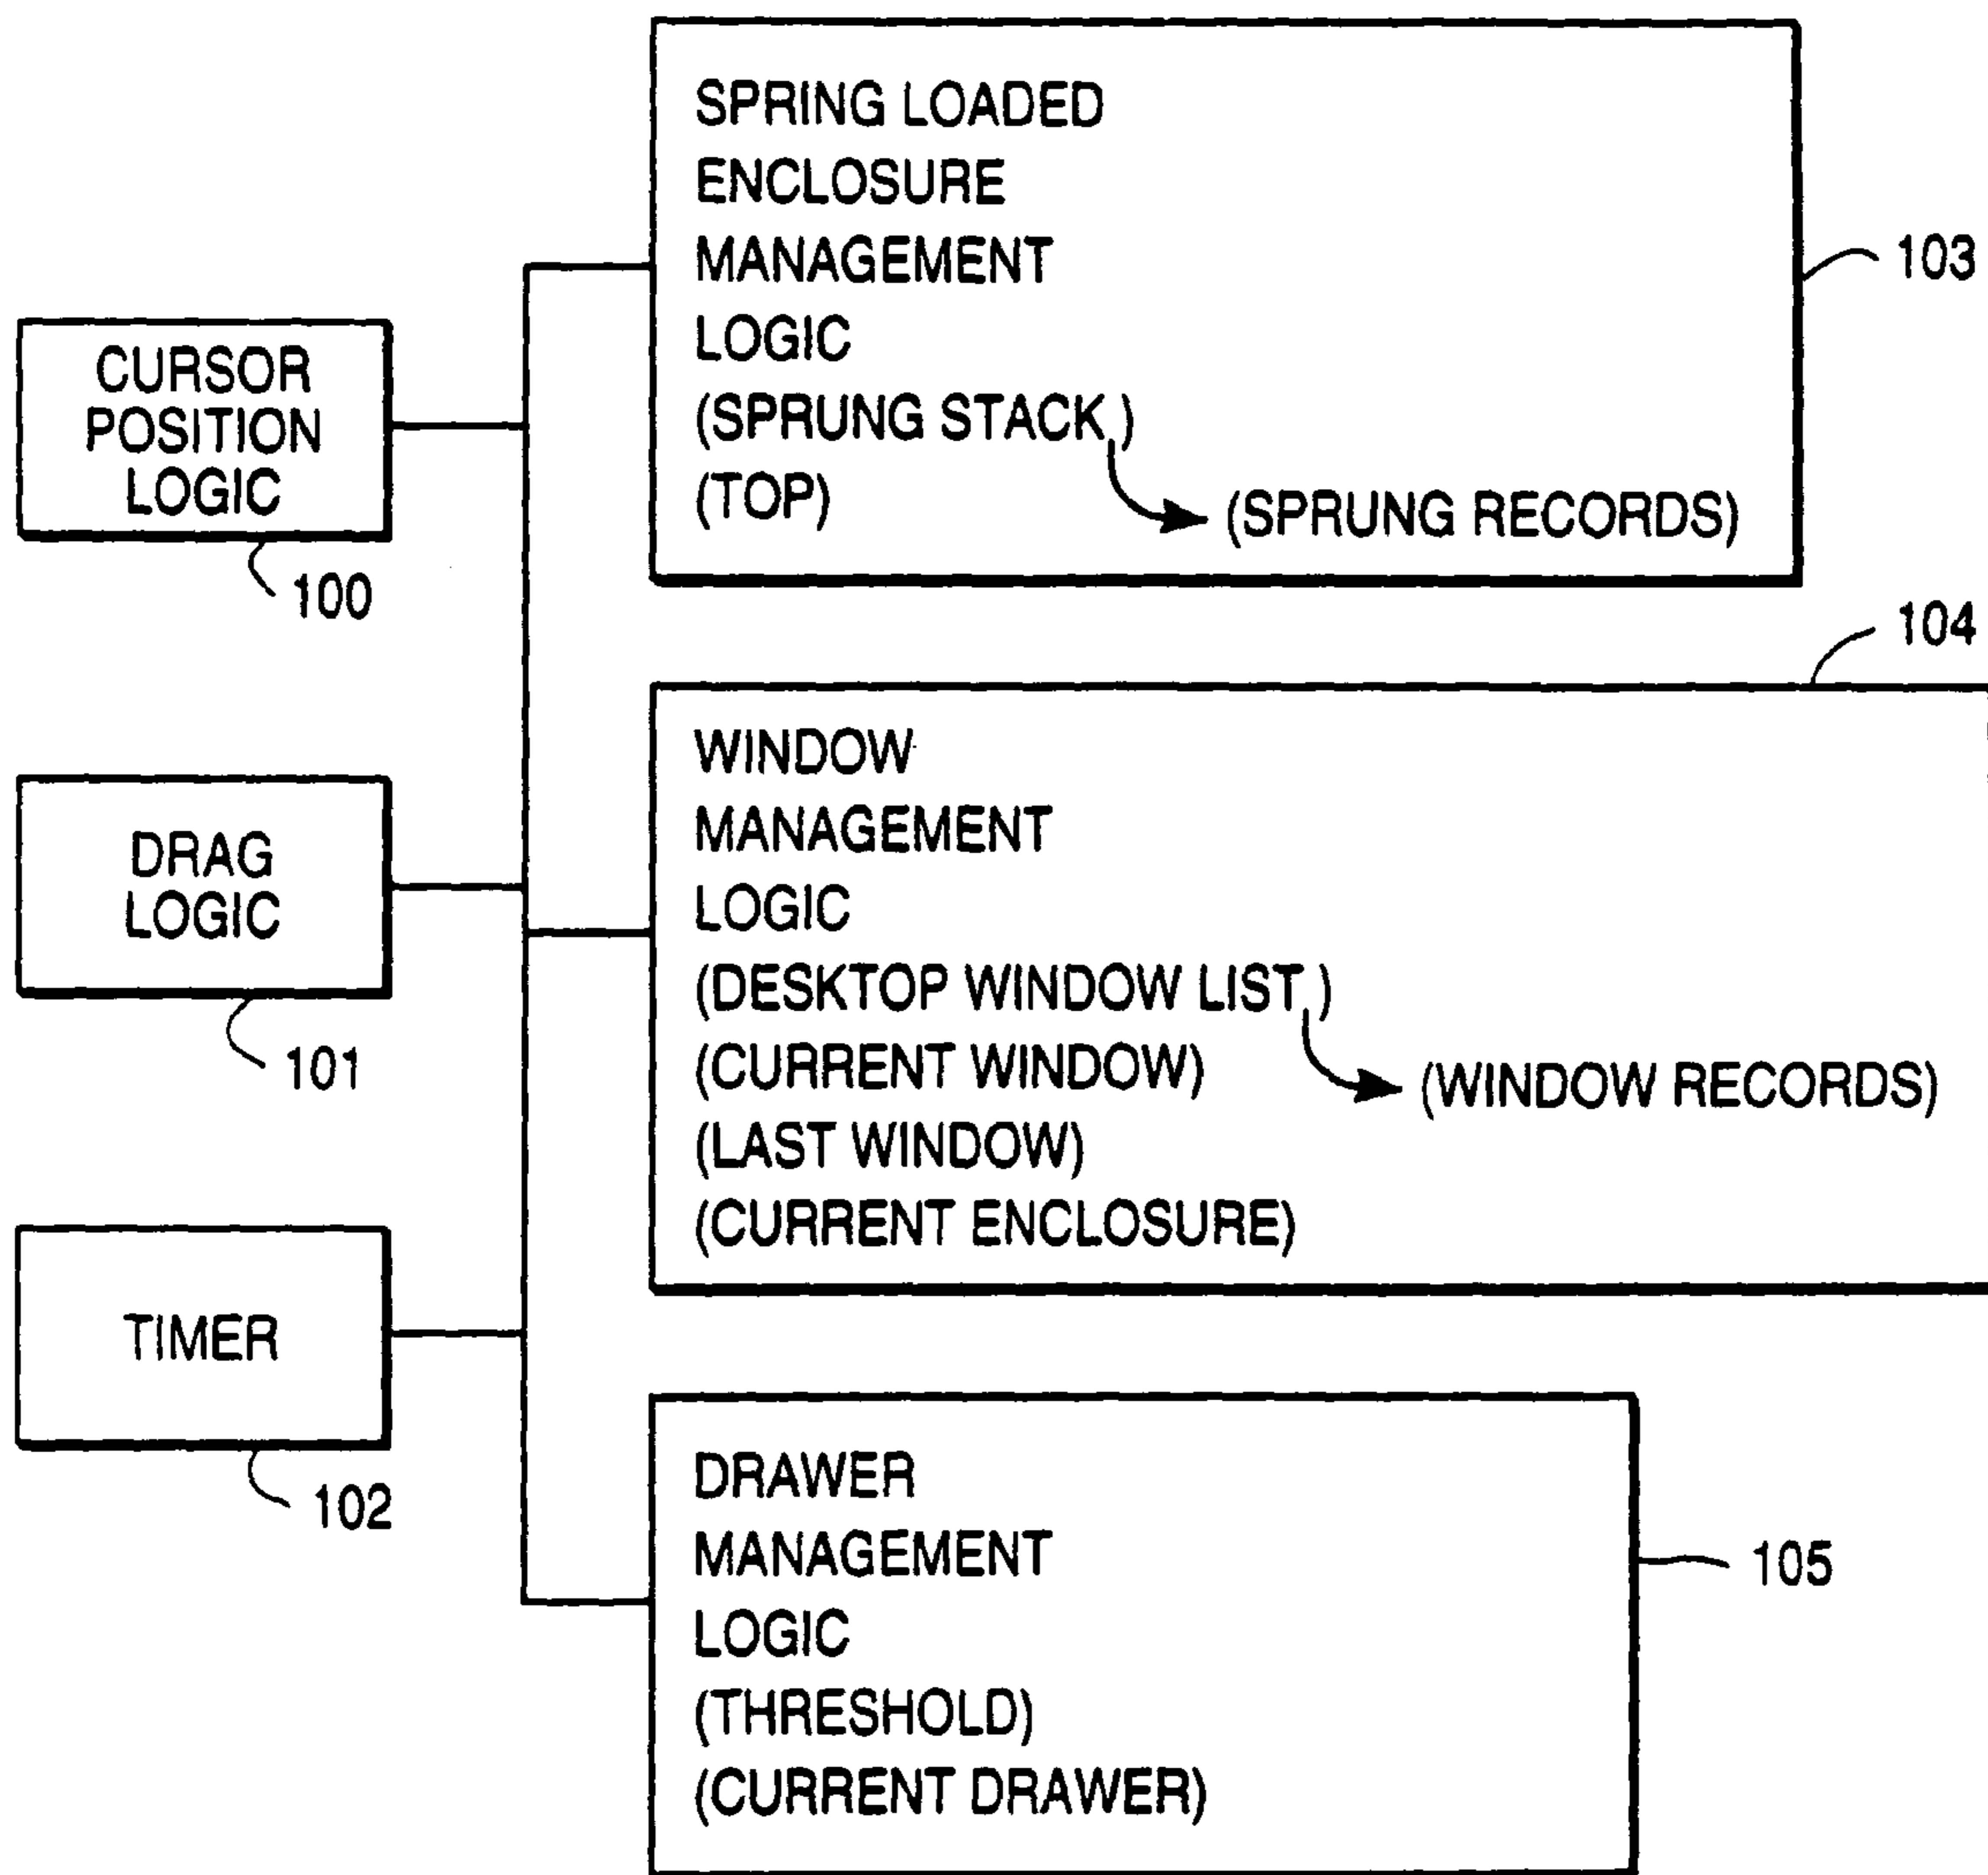 CURSOR
POSITION
LOGIC
100
DRAG
LOGIC
101
TIMER
102
SPRING LOADED
ENCLOSURE
MANAGEMENT
LOGIC
(SPRUNG STACK)
(TOP)
(SPRUNG RECORDS)
103
104
WINDOW
MANAGEMENT
LOGIC
(DESKTOP WINDOW LIST)
(CURRENT WINDOW)
(WINDOW RECORDS)
(LAST WINDOW)
(CURRENT ENCLOSURE)
DRAWER
MANAGEMENT
LOGIC
(THRESHOLD)
(CURRENT DRAWER)
105